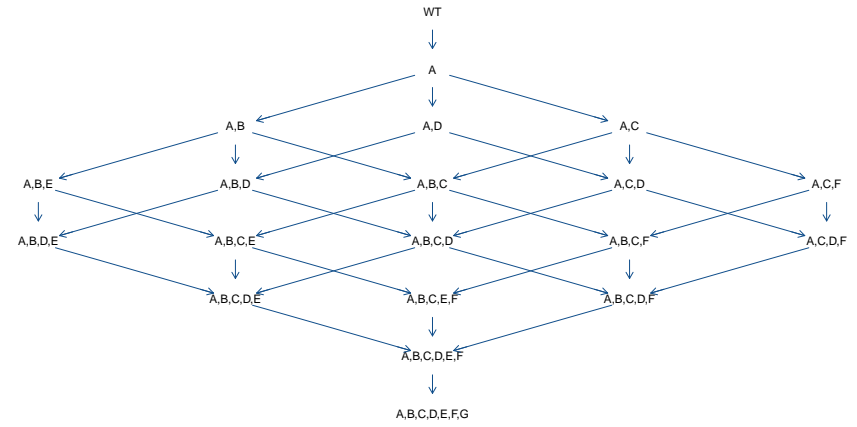 WT
A
A,B A,D A,C
A,B,E A,B,D A,B,C A,C,D A,C,F
A,B,D,E A,B,C,E A,B,C,D A,B,C,F A,C,D,F
A,B,C,D,E A,B,C,E,F A,B,C,D,F
A,B,C,D,E,F
A,B,C,D,E,F,G